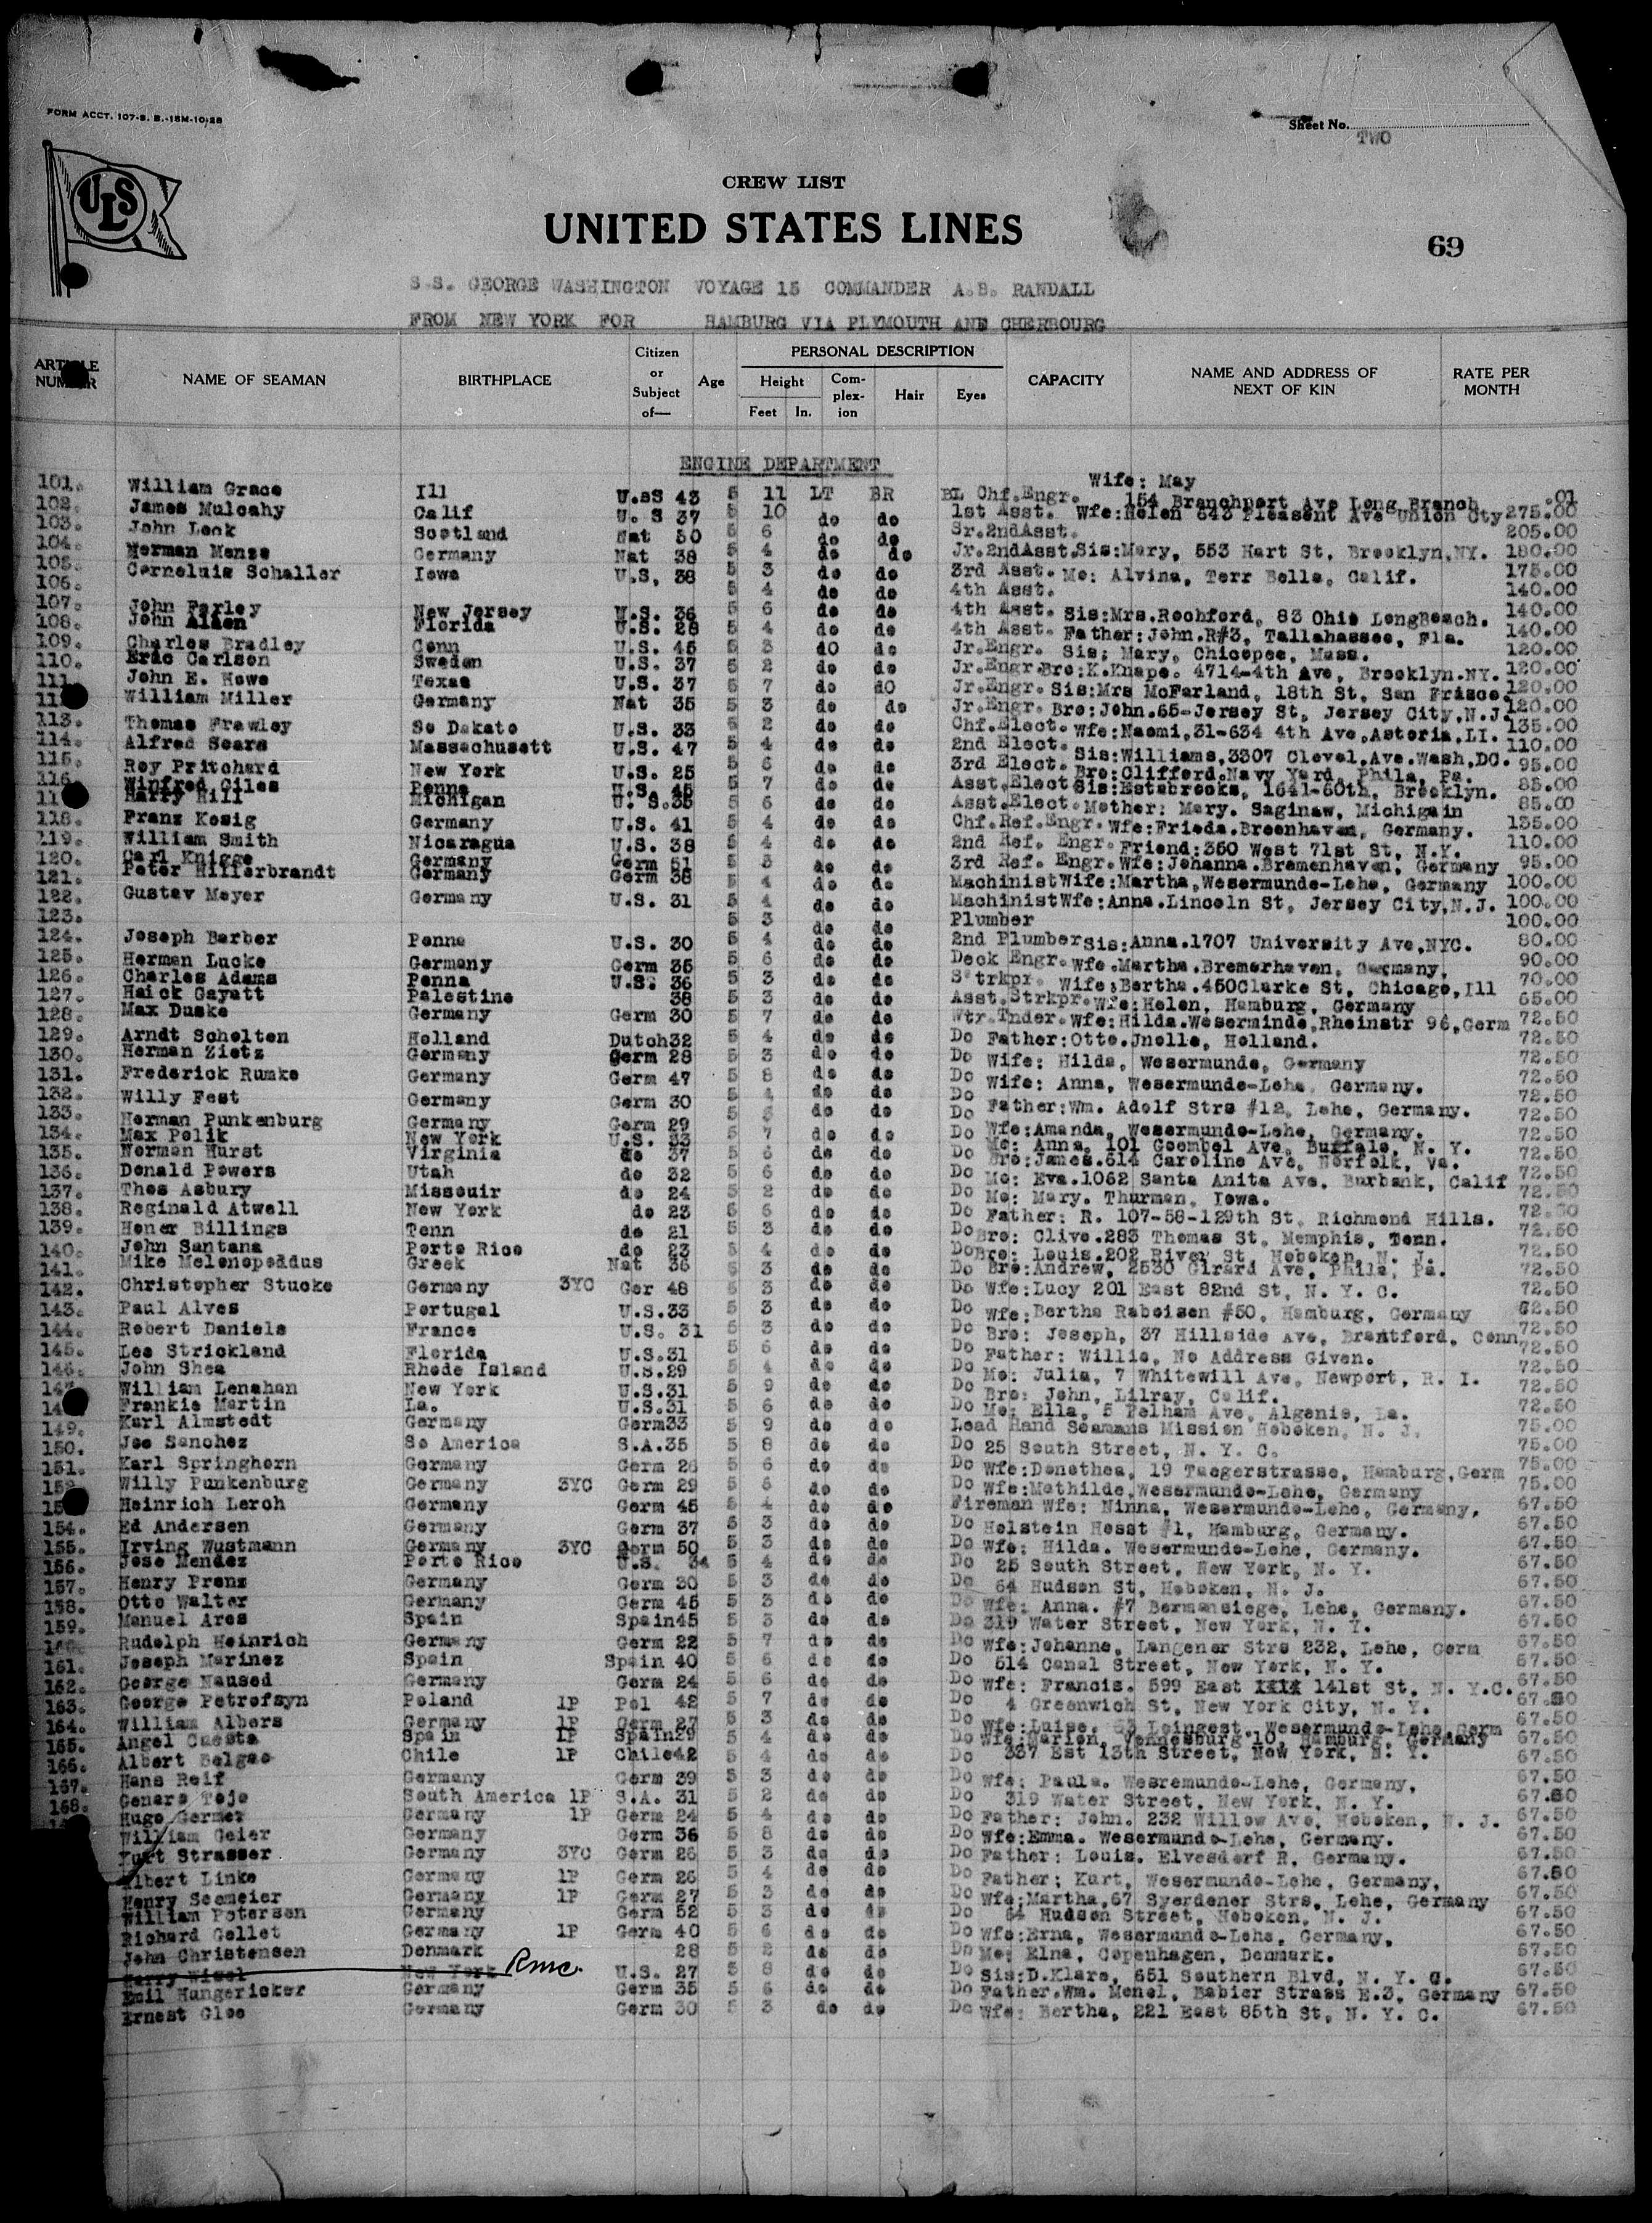 FORM ACCT. 107-S. B.-15M-10-28
Sheet No. TWO
ULS
CREW LIST
UNITED STATES LINES
69
S.S. GEORGE WASHINGTON VOYAGE 15 COMMANDER A.B. RANDALL
FROM NEW YORK FOR HAMBURG VIA PLYMOUTH AND CHERBOURG
ARTICLE NUMBER NAME OF SEAMAN BIRTHPLACE Citizen or Subject of— Age PERSONAL DESCRIPTION Height Feet In. Com-plex-ion Hair Eyes CAPACITY NAME AND ADDRESS OF NEXT OF KIN RATE PER MONTH
ENGINE DEPARTMENT
Wife: May
101. William Grace Ill U.sS 43 5 11 LT BR BL Chf.Engr. 154 Branchport Ave Long Branch .01
102. James Mulcahy Calif U. S 37 5 10 do do 1st Asst. Wfe:Helen 643 Pleasent Ave Union Cty 275.00
103. John Leck Scotland Nat 50 5 6 do do Sr.2ndAsst. 205.00
104. Herman Menze Germany Nat 38 5 4 do do Jr.2ndAsst.Sis:Mary, 553 Hart St, Brooklyn,NY. 180.00
105. Corneluis Schaller Iowa U.S. 38 5 3 do do 3rd Asst. Mo: Alvina, Terr Belle, Calif. 175.00
106. 5 4 do do 4th Asst. 140.00
107. John Farley New Jersey U.S. 36 5 6 do do 4th Asst. Sis:Mrs.Rochford, 83 Ohio LongBeach. 140.00
108. John Alten Florida U.S. 28 5 4 do do 4th Asst. Father:John.R#3, Tallahassee, Fla. 140.00
109. Charles Bradley Conn U.S. 45 5 3 dO do Jr.Engr. Sis; Mary, Chicopee, Mass. 120.00
110. Eric Carlson Sweden U.S. 37 5 2 do do Jr.Engr Bro:K.Knape. 4714-4th Ave, Brooklyn.NY. 120.00
111. John E. Howe Texas U.S. 37 5 7 do dO Jr.Engr. Sis:Mrs McFarland, 18th St, San Frisco. 120.00
11 William Miller Germany Nat 35 5 3 do do Jr.Engr. Bro:John.65-Jersey St, Jersey City,N.J. 120.00
113. Thomas Frawley So Dakato U.S. 33 5 2 do do Chf.Elect. Wfe:Naomi,31-634 4th Ave,Astoria,LI. 135.00
114. Alfred Sears Massachusett U.S. 47 5 4 do do 2nd Elect. Sis:Williams,3307 Clevel.Ave.Wash,DC. 110.00
115. Roy Pritchard New York U.S. 25 5 6 do do 3rd Elect. Bro:Clifford.Navy Yard, Phila, Pa. 95.00
116. Winfred Giles Penna U.S. 45 5 7 do do Asst.Elect Sis:Estabrooks, 1641-60th, Brooklyn. 85.00
11 Harry Hill Michigan U. S.35 5 6 do do Asst.Elect.Mother: Mary. Saginaw, Michigain 85.00
118. Franz Kosig Germany U.S. 41 5 4 do do Chf.Ref.Engr. Wfe:Frieda.Breenhaven, Germany. 135.00
119. William Smith Nicaragua U.S. 38 5 4 do do 2nd Ref. Engr. Friend:350 West 71st St, N.Y. 110.00
120. Carl Knigge Germany Germ 51 5 3 do do 3rd Ref. Engr.Wfe:Johanna.Bremenhaven, Germany 95.00
121. Peter Hilferbrandt Germany Germ 38 5 4 do do MachinistWife:Martha,Wesermunde-Lehe, Germany 100.00
122. Gustav Meyer Germany U.S. 31 5 4 do do MachinistWfe:Anna.Lincoln St, Jersey City,N.J. 100.00
123. 5 3 do do Plumber 100.00
124. Joseph Barber Penna U.S. 30 5 4 do do 2nd PlumberSis:Anna.1707 University Ave,NYC. 80.00
125. Herman Lucke Germany Germ 35 5 6 do do Deck Engr. Wfe.Martha.Bremerhaven, Germany, 90.00
126. Charles Adams Penna U.S. 36 5 3 do do S'trkpr. Wife:Bertha.450Clarke St, Chicago,Ill 70.00
127. Haick Gayatt Palestine 38 5 3 do do Asst.Strkpr.Wfe:Helen, Hamburg, Germany 65.00
128. Max Duske Germany Germ 30 5 7 do do Wtr.Tnder.Wfe:Hilda.Weserminde,Rheinstr 96,Germ 72.50
129. Arndt Scholten Holland Dutch32 5 4 do do Do Father:Otto.Jnolle, Holland. 72.50
130. Herman Zietz Germany Germ 28 5 3 do do Do Wife: Hilda, Wesermunde, Germany 72.50
131. Frederick Rumke Germany Germ 47 5 8 do do Do Wife: Anna, Wesermunde-Lehe, Germany. 72.50
132. Willy Fest Germany Germ 30 5 4 do do Do Father:Wm. Adolf Strs #12, Lehe, Germany. 72.50
133. Herman Punkenburg Germany Germ 29 5 do do Do Wfe:Amanda, Wesermunde-Lehe, Germany. 72.50
134. Max Polik New York U.S. 33 5 7 do do Do Mo: Anna, 101 Goembel Ave, Buffalo, N. Y. 72.50
135. Norman Hurst Virginia do 37 5 6 do do Do Bro:James.514 Caroline Ave, Norfolk, Va. 72.50
136. Donald Powers Utah do 32 5 6 do do Do Mo: Eva.1062 Santa Anita Ave, Burbank, Calif 72.50
137. Thos Asbury Missouir do 24 5 2 do do Do Mo: Mary. Thurman, Iowa. 72.50
138. Reginald Atwell New York do 23 5 6 do do Do Father: R. 107-58-129th St, Richmond Hills. 72.50
139. Homer Billings Tenn do 21 5 3 do do DoBro: Clive.283 Thomas St, Memphis, Tenn. 72.50
140. John Santana Porto Rico do 23 5 4 do do DoBro: Louis.202 River St, Hoboken, N. J. 72.50
141. Mike Melenopoddus Greek Nat 36 5 3 do do Do Bro:Andrew, 2530 Girard Ave, Phila, Pa. 72.50
142. Christopher Stucke Germany 3YC Ger 48 5 3 do do Do Wfe:Lucy 201 East 82nd St, N. Y. C. 72.50
143. Paul Alves Portugal U.S.33 5 3 do do Do Wfe:Bertha Raboisen #50, Hamburg, Germany 62.50
144. Robert Daniels France U.S. 31 5 3 do do Do Bro: Joseph, 37 Hillside Ave, Brantford, Conn. 72.50
145. Lee Strickland Florida U.S.31 5 6 do do Do Father: Willie, No Address Given. 72.50
146. John Shea Rhode Island U.S.29 5 4 do do Do Mo: Julia, 7 Whitewill Ave, Newport, R. I. 72.50
147 William Lenahan New York U.S.31 5 9 do do Do Bro: John, Lilray, Calif. 72.50
14 Frankie Martin La. U.S.31 5 6 do do Do Mo: Ella, 5 Pelham Ave, Algenis, La. 72.50
149. Karl Almstedt Germany Germ33 5 9 do do Lead Hand Seamans Mission Hoboken, N. J. 75.00
150. Joe Sanchez So America S.A.35 5 8 do do Do 25 South Street, N. Y. C. 75.00
151. Karl Springhorn Germany Germ 26 5 6 do do Do Wfe:Donethea, 19 Taegerstrasse, Hamburg,Germ 75.00
152 Willy Punkenburg Germany 3YC Germ 29 5 6 do do Do Wfe:Mathilde,Wesermunde-Lehe, Germany 75.00
15 Heinrich Lerch Germany Germ 45 5 4 do do Fireman Wfe: Minna, Wesermunde-Lehe, Germany, 67.50
154. Ed Andersen Germany Germ 37 5 3 do do Do Holstein Hosst #1, Hamburg, Germany. 67.50
155. Irving Wustmann Germany 3YC Germ 50 5 3 do do Do Wfe: Hilda. Wesermunde-Lehe, Germany. 67.50
156. Jose Mendez Porto Rico U.S. 34 5 4 do do Do 25 South Street, New York, N. Y. 67.50
157. Henry Prenz Germany Germ 30 5 3 do do Do 64 Hudson St, Hoboken, N. J. 67.50
158. Otto Walter Germany Germ 45 5 3 do do Do Wfe: Anna. #7 Bermansiege, Lehe, Germany. 67.50
159. Manuel Ares Spain Spain45 5 3 do do Do 319 Water Street, New York, N. Y. 67.50
Rudolph Heinrich Germany Germ 22 5 7 do do Do Wfe:Johanne, Langener Strs 232, Lehe, Germ 67.50
161. Joseph Marinez Spain Spain 40 5 6 do do Do 514 Canal Street, New York, N. Y. 67.50
162. George Maused Germany Germ 24 5 6 do do Do Wfe: Francis. 599 East 141st St. N. Y.C. 67.50
163. George Petrofsyn Poland 1P Pol 42 5 7 do do Do 4 Greenwich St, New York City, N. Y. 67.50
164. William Albers Germany 1P Germ 27 5 3 do do Do Wfe:Luise, Leingest, Wesermunde-Lehe,Germ 67.50
165. Angel Cuesta Spain 1P Spain29 5 4 do do Do Wfe:Marion, Vennesburg 10, Hamburg, Germany 67.50
166. Albert Belgac Chile 1P Chile42 5 4 do do Do 337 Est 13th Street, New York, N. Y. 67.50
167. Hans Reif Germany Germ 39 5 3 do do Do Wfe: Paula. Wesremunde-Lehe, Germany, 67.50
168. Genaro Tojo South America 1P S.A. 31 5 2 do do Do 319 Water Street, New York, N. Y. 67.50
Hugo Germer Germany 1P Germ 24 5 4 do do Do Father: John. 232 Willow Ave, Hoboken, N. J. 67.50
William Geier Germany Germ 36 5 8 do do Do Wfe:Emma. Wesermunde-Lehe, Germany. 67.50
Kurt Strasser Germany 3YC Germ 26 5 3 do do Do Father: Louis. Elvesdorf R, Germany. 67.50
Albert Linke Germany 1P Germ 26 5 4 do do Do Father; Kurt, Wesermunde-Lehe, Germany, 67.50
Henry Seemeier Germany 1P Germ 27 5 3 do do Do Wfe:Martha,67 Syerdener Strs, Lehe, Germany 67.50
William Petersen Germany Germ 52 5 3 do do Do 64 Hudson Street, Hoboken, N. J. 67.50
Richard Gollet Germany 1P Germ 40 5 6 do do Do Wfe:Erna, Wesermunde-Lehe, Germany, 67.50
John Christensen Denmark 28 5 2 do do Do Mo: Elna, Copenhagen, Denmark. 67.50
Harry Wigel New York Rmc. U.S. 27 5 8 do do Do Sis:D.Klare, 651 Southern Blvd, N. Y. C. 67.50
Emil Hungericker Germany Germ 35 5 6 do do Do Father.Wm. Menel, Babier Strass E.3, Germany 67.50
Ernest Gloe Germany Germ 30 5 3 do do Do Wfe: Bertha, 221 East 85th St, N. Y. C. 67.50